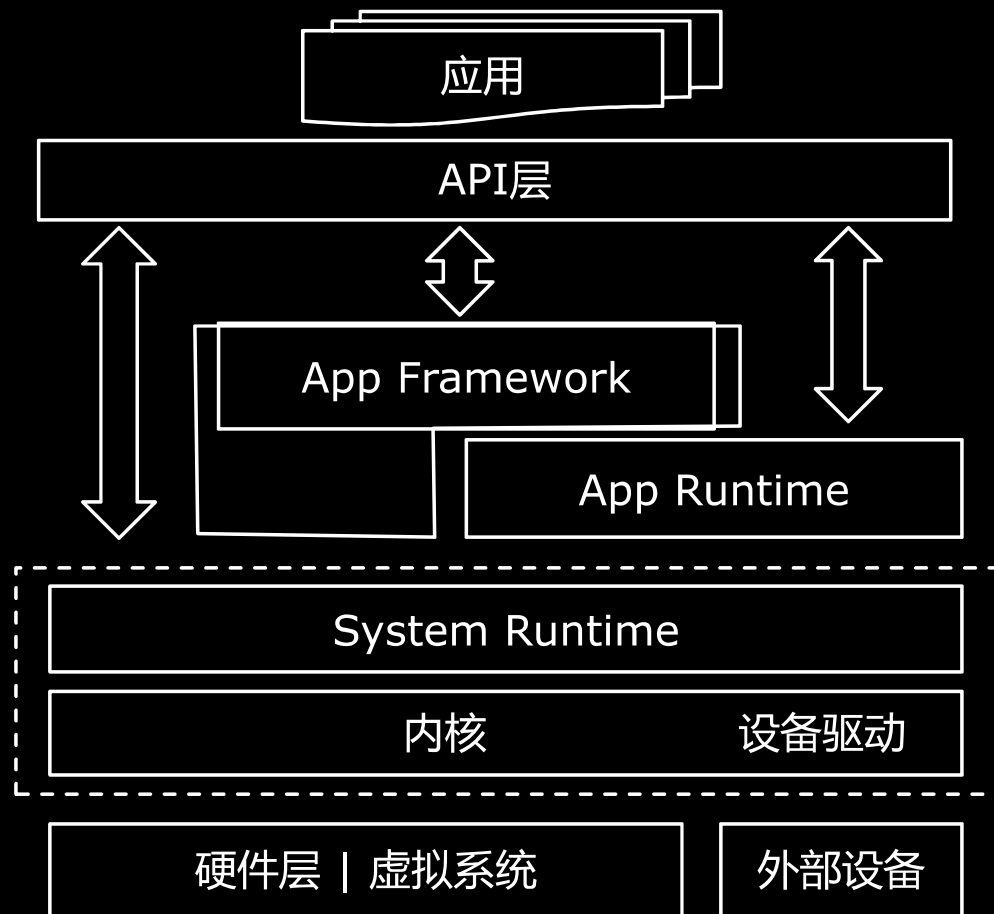 应用
API层
App Framework
App Runtime
System Runtime
内核 设备驱动
硬件层 | 虚拟系统 外部设备